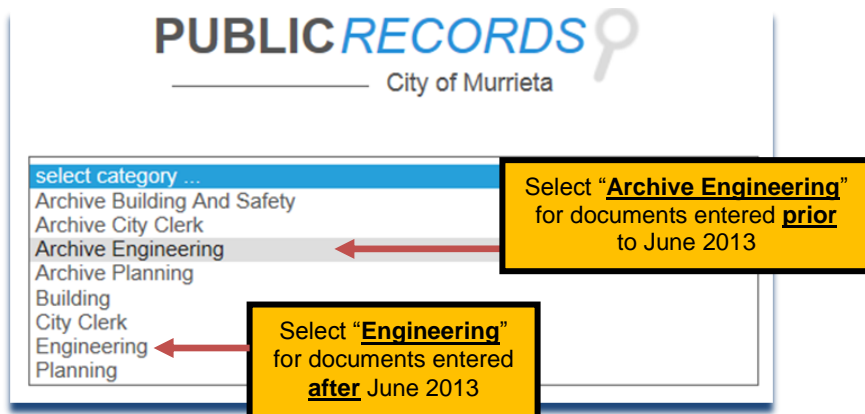 PUBLIC RECORDS
City of Murrieta
select category ...
Archive Building And Safety
Archive City Clerk
Archive Engineering
Archive Planning
Building
City Clerk
Engineering
Planning
Select “Archive Engineering”
for documents entered prior
to June 2013
Select “Engineering”
for documents entered
after June 2013